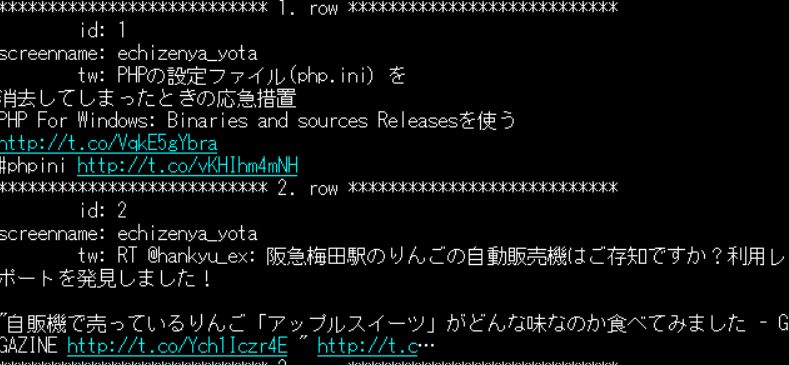 *************************** 1. row ***************************
id: 1
screenname: echizenya_yota
tw: PHPの設定ファイル(php.ini) を
消去してしまったときの応急措置
PHP For Windows: Binaries and sources Releasesを使う
http://t.co/VqkE5gYbra
#phpini http://t.co/vKHIhm4mNH
*************************** 2. row ***************************
id: 2
screenname: echizenya_yota
tw: RT @hankyu_ex: 阪急梅田駅のりんごの自動販売機はご存知ですか？利用レ
ポートを発見しました！
"自販機で売っているりんご「アップルスイーツ」がどんな味なのか食べてみました - G
GAZINE http://t.co/Ych1Iczr4E " http://t.c…